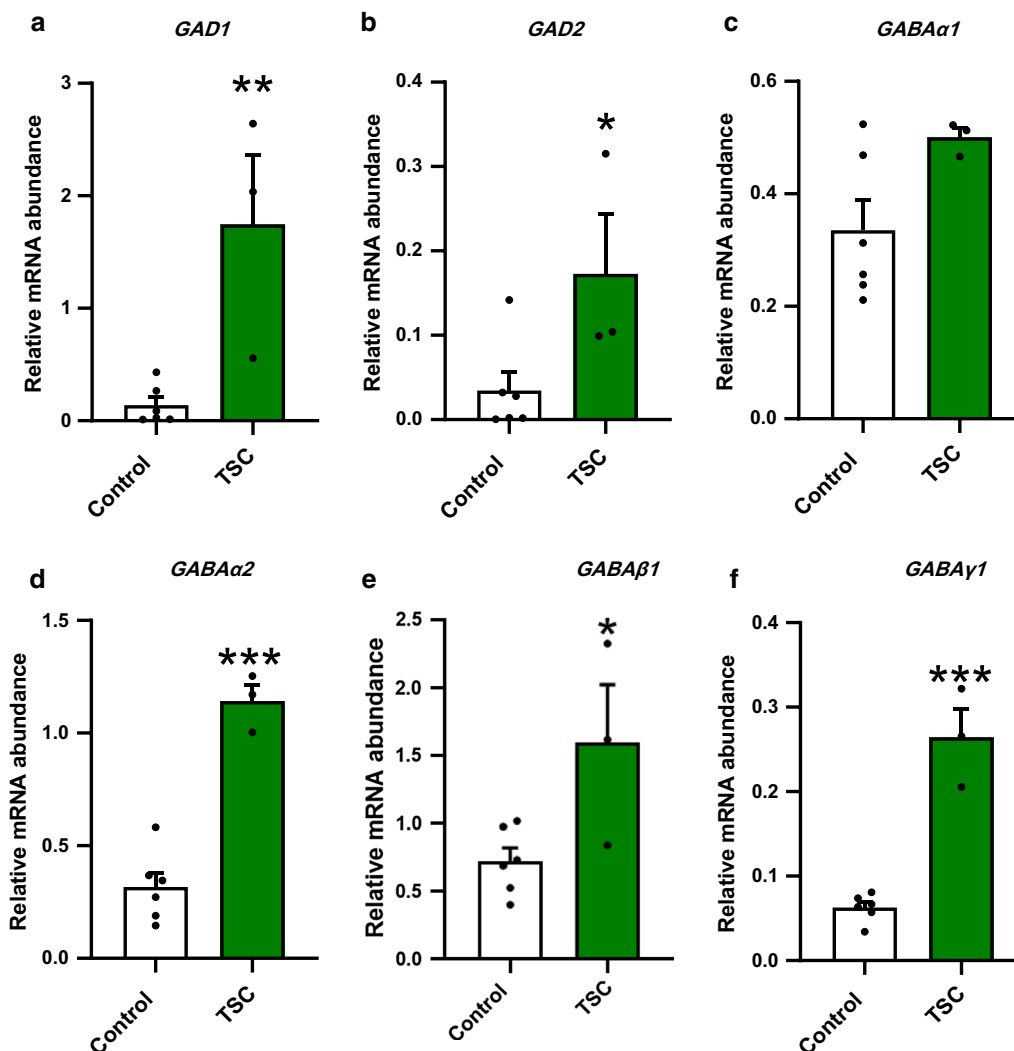 a
GAD1
Relative mRNA abundance
3
2
1
0
**
Control
TSC
b
GAD2
Relative mRNA abundance
0.4
0.3
0.2
0.1
0.0
*
Control
TSC
c
GABAα1
Relative mRNA abundance
0.6
0.4
0.2
0.0
Control
TSC
d
GABAα2
Relative mRNA abundance
1.5
1.0
0.5
0.0
***
Control
TSC
e
GABAβ1
Relative mRNA abundance
2.5
2.0
1.5
1.0
0.5
0.0
*
Control
TSC
f
GABAγ1
Relative mRNA abundance
0.4
0.3
0.2
0.1
0.0
***
Control
TSC